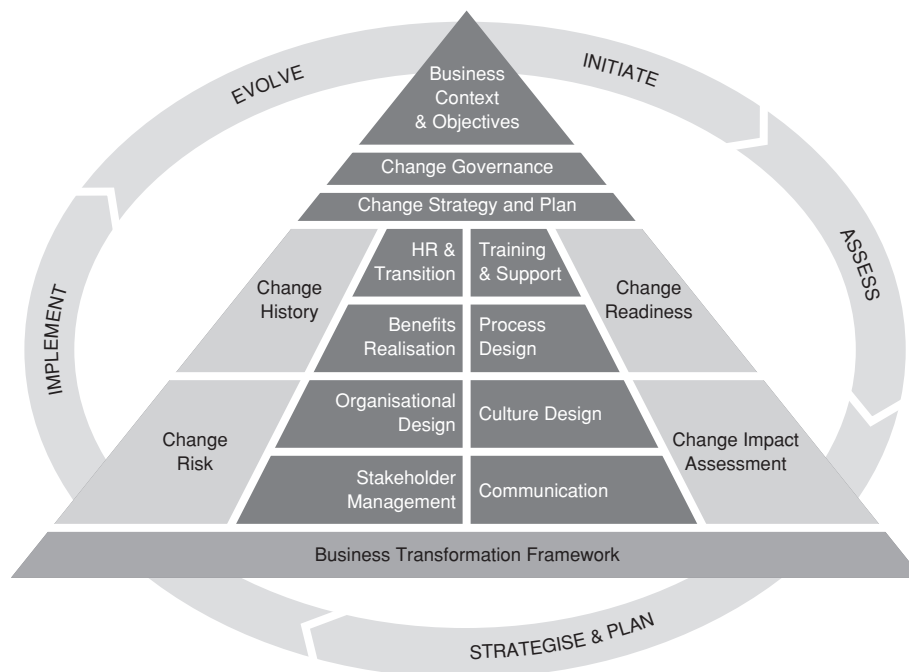 EVOLVE
INITIATE
Business
Context
& Objectives
Change Governance
Change Strategy and Plan
ASSESS
IMPLEMENT
Change
History
HR &
Transition
Training
& Support
Change
Readiness
Benefits
Realisation
Process
Design
Change
Risk
Organisational
Design
Culture Design
Change Impact
Assessment
Stakeholder
Management
Communication
Business Transformation Framework
STRATEGISE & PLAN